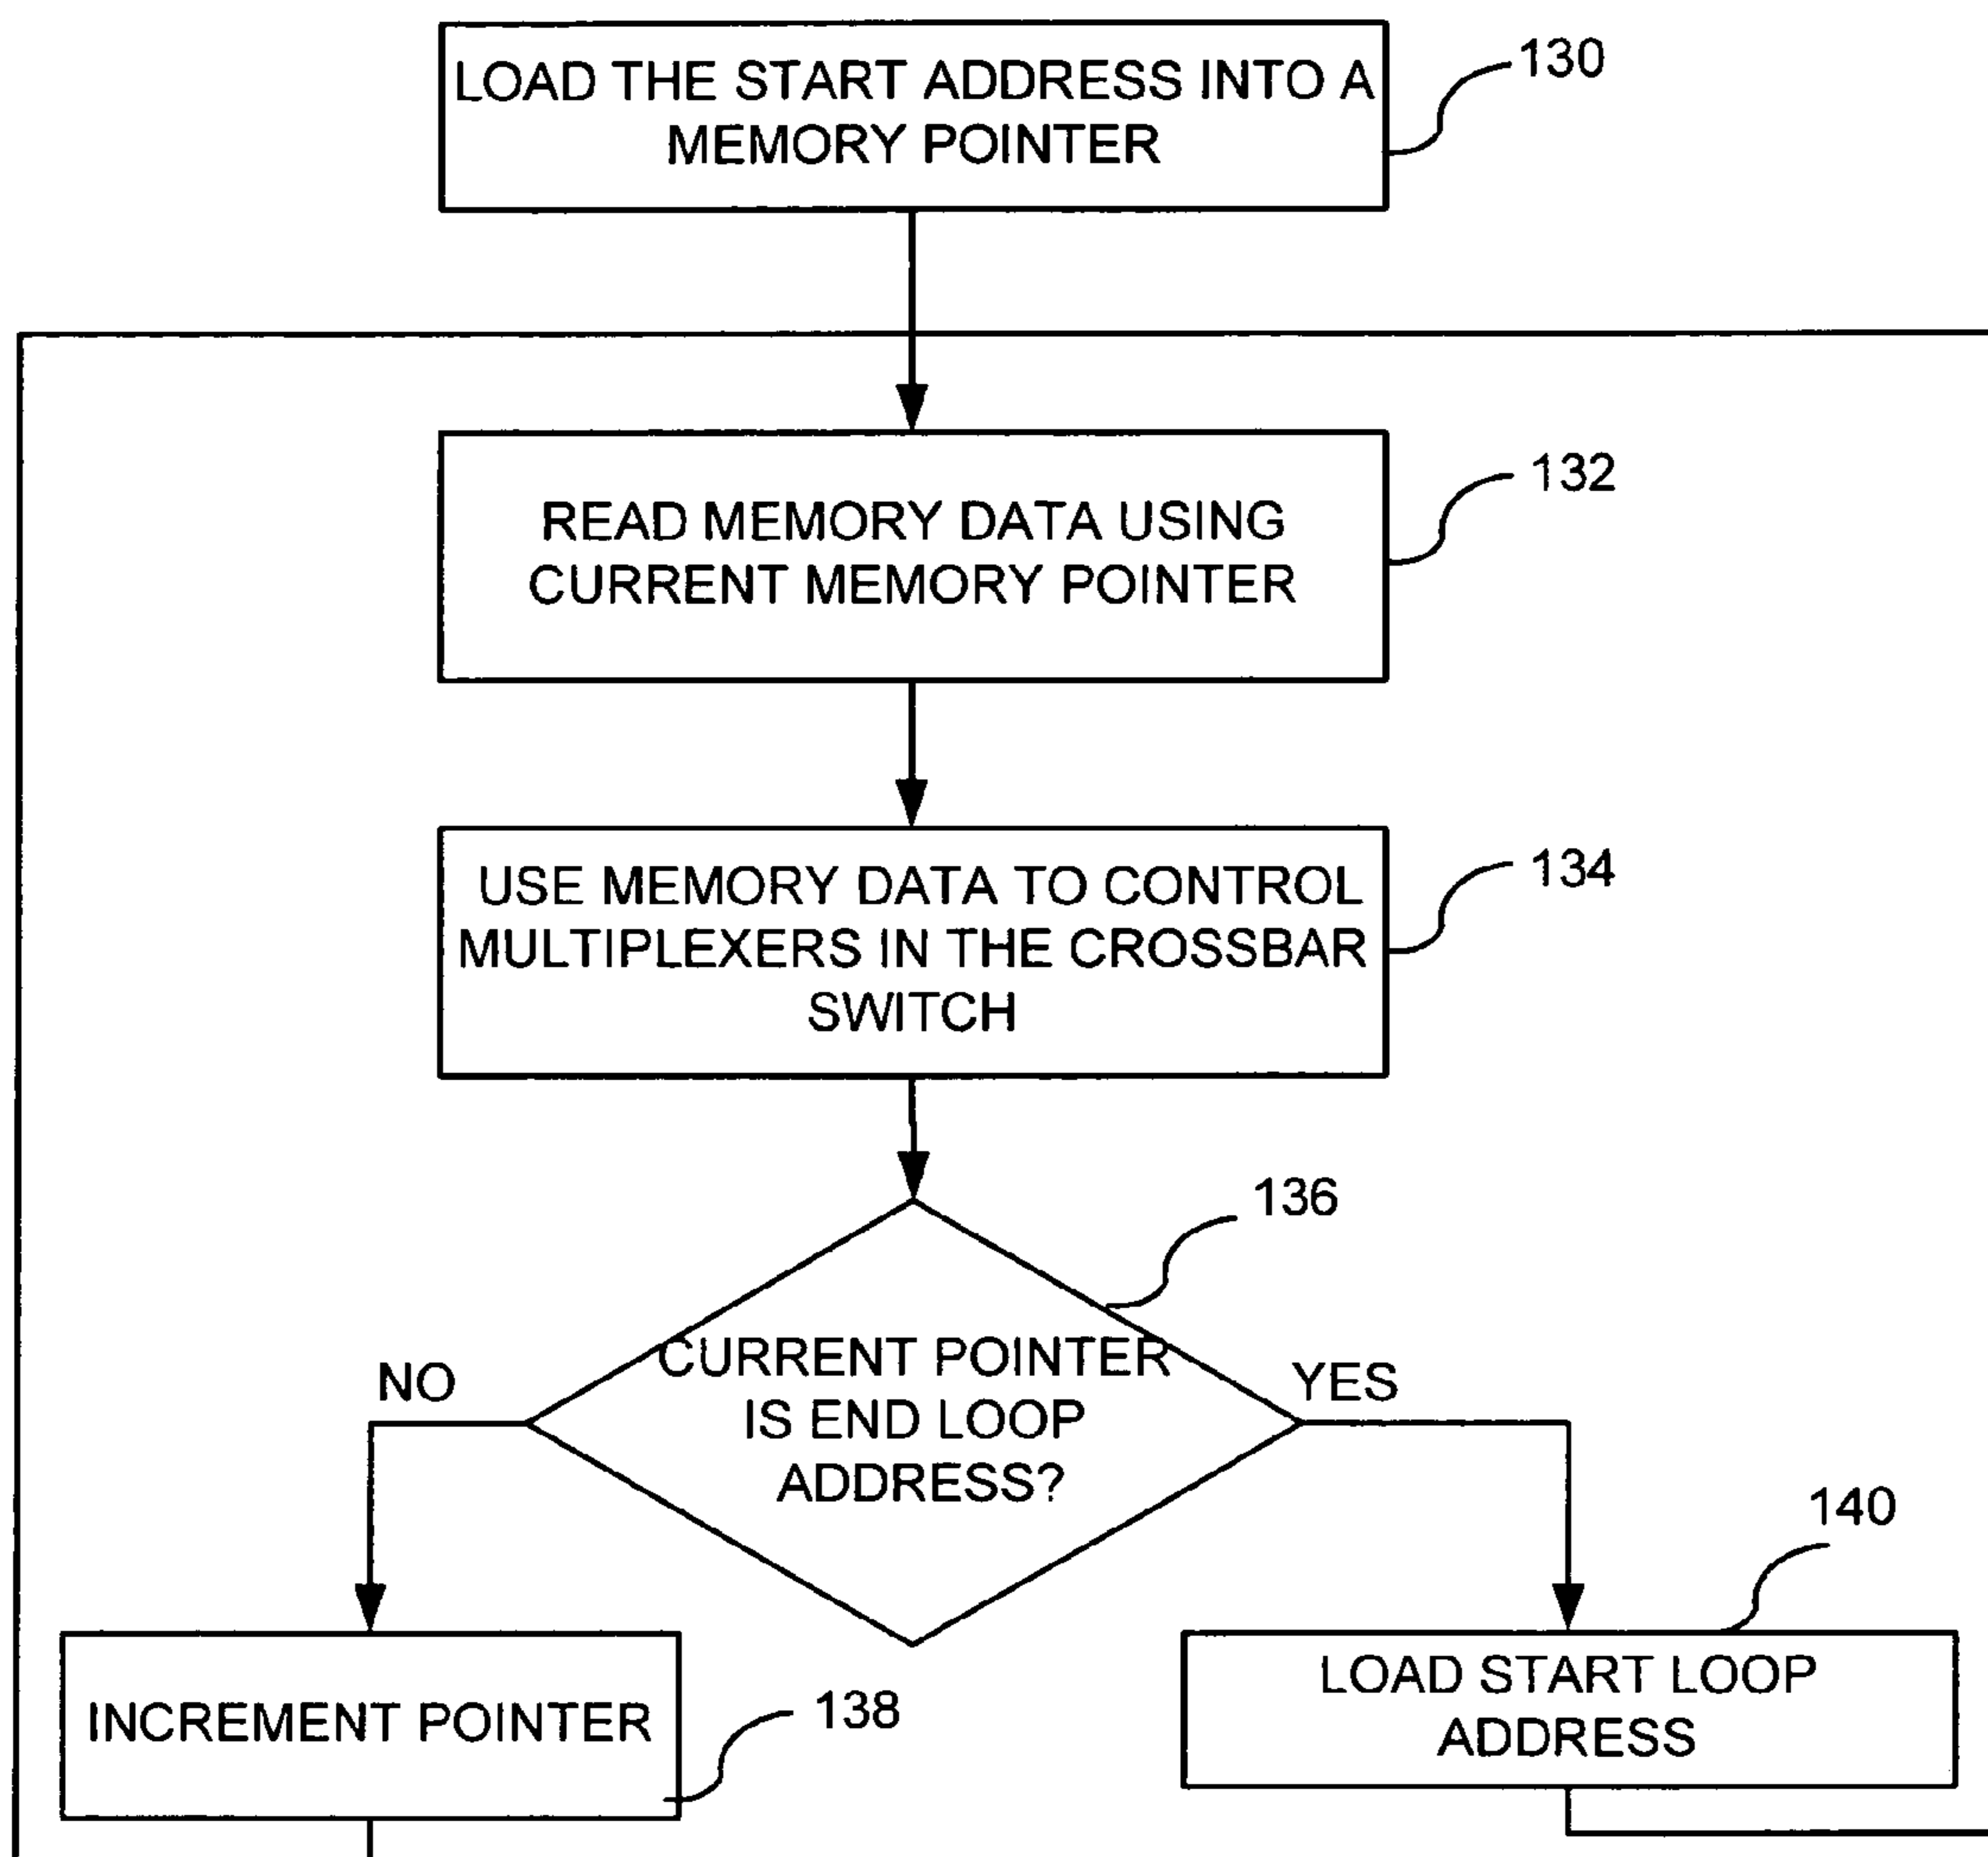 LOAD THE START ADDRESS INTO A
MEMORY POINTER
130
READ MEMORY DATA USING
CURRENT MEMORY POINTER
132
USE MEMORY DATA TO CONTROL
MULTIPLEXERS IN THE CROSSBAR
SWITCH
134
136
CURRENT POINTER
IS END LOOP
ADDRESS?
NO
YES
140
INCREMENT POINTER
138
LOAD START LOOP
ADDRESS